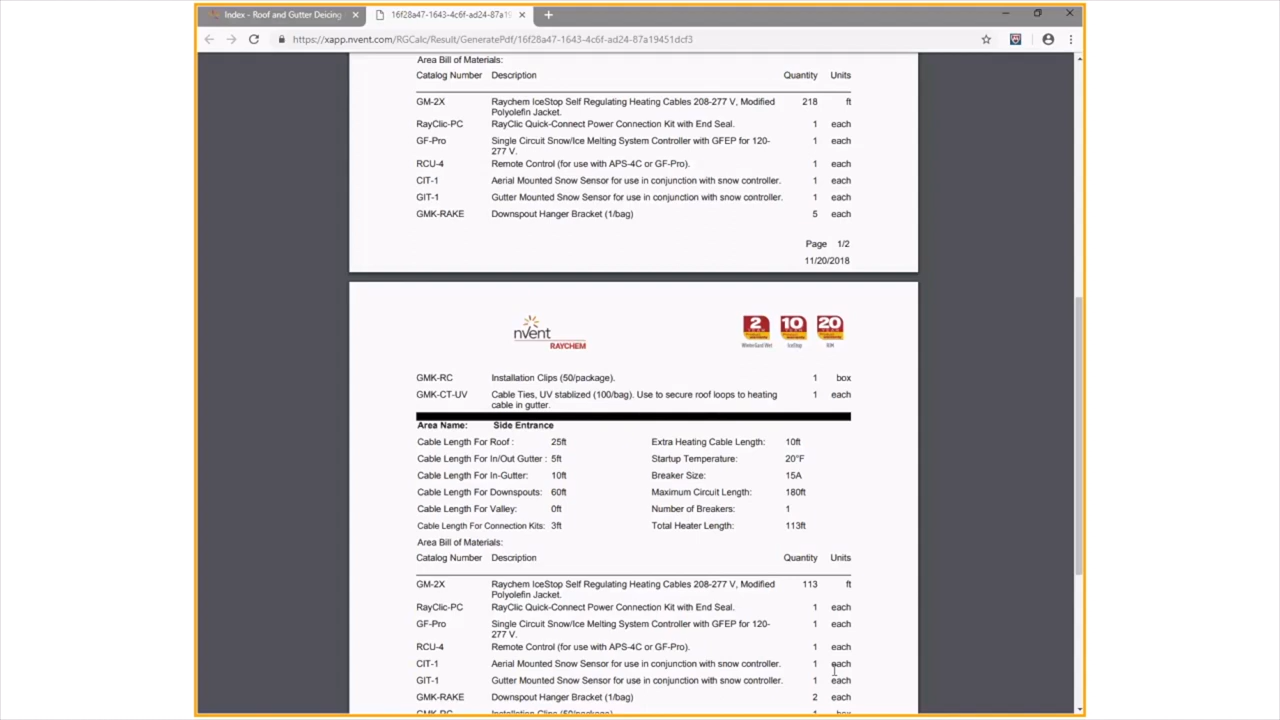 Index - Roof and Gutter Deicing
16f28a47-1643-4c6f-ad24-87a19
https://xapp.nvent.com/RGCalc/Result/GeneratePdf/16f28a47-1643-4c6f-ad24-87a19451dcf3
Area Bill of Materials:
Catalog Number Description Quantity Units
GM-2X Raychem IceStop Self Regulating Heating Cables 208-277 V, Modified 218 ft
Polyolefin Jacket.
RayClic-PC RayClic Quick-Connect Power Connection Kit with End Seal. 1 each
GF-Pro Single Circuit Snow/Ice Melting System Controller with GFEP for 120- 1 each
277 V.
RCU-4 Remote Control (for use with APS-4C or GF-Pro). 1 each
CIT-1 Aerial Mounted Snow Sensor for use in conjunction with snow controller. 1 each
GIT-1 Gutter Mounted Snow Sensor for use in conjunction with snow controller. 1 each
GMK-RAKE Downspout Hanger Bracket (1/bag) 5 each
Page 1/2
11/20/2018
nvent
RAYCHEM
2 10 20
WinterGard Wet IceStop
GMK-RC Installation Clips (50/package). 1 box
GMK-CT-UV Cable Ties, UV stablized (100/bag). Use to secure roof loops to heating 1 each
cable in gutter.
Area Name: Side Entrance
Cable Length For Roof : 25ft Extra Heating Cable Length: 10ft
Cable Length For In/Out Gutter : 5ft Startup Temperature: 20°F
Cable Length For In-Gutter: 10ft Breaker Size: 15A
Cable Length For Downspouts: 60ft Maximum Circuit Length: 180ft
Cable Length For Valley: 0ft Number of Breakers: 1
Cable Length For Connection Kits: 3ft Total Heater Length: 113ft
Area Bill of Materials:
Catalog Number Description Quantity Units
GM-2X Raychem IceStop Self Regulating Heating Cables 208-277 V, Modified 113 ft
Polyolefin Jacket.
RayClic-PC RayClic Quick-Connect Power Connection Kit with End Seal. 1 each
GF-Pro Single Circuit Snow/Ice Melting System Controller with GFEP for 120- 1 each
277 V.
RCU-4 Remote Control (for use with APS-4C or GF-Pro). 1 each
CIT-1 Aerial Mounted Snow Sensor for use in conjunction with snow controller. 1 each
GIT-1 Gutter Mounted Snow Sensor for use in conjunction with snow controller. 1 each
GMK-RAKE Downspout Hanger Bracket (1/bag) 2 each
GMK-RC Installation Clips (50/package). 1 box